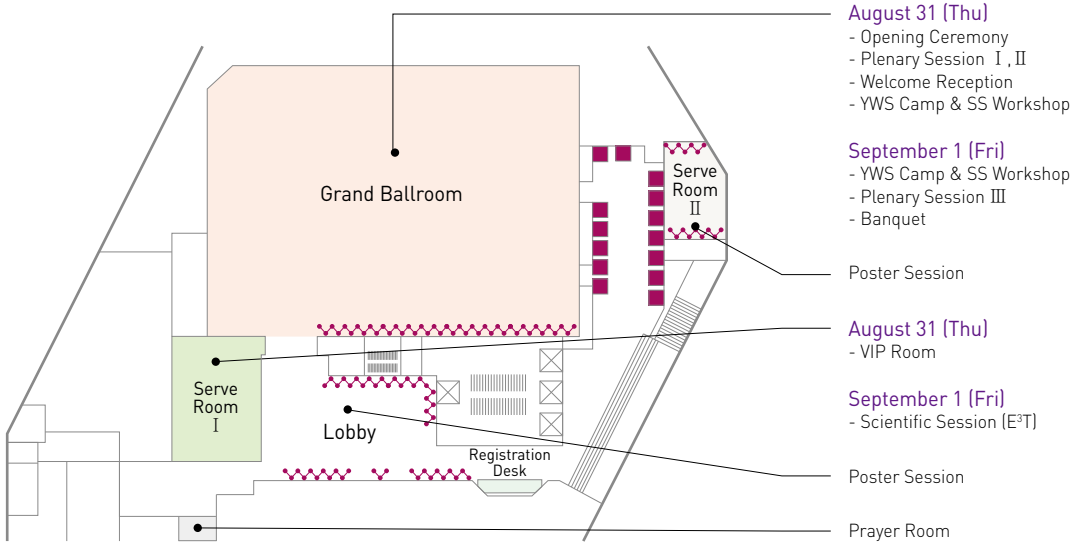 August 31 (Thu)
- Opening Ceremony
- Plenary Session Ⅰ, Ⅱ
- Welcome Reception
- YWS Camp & SS Workshop
September 1 (Fri)
- YWS Camp & SS Workshop
- Plenary Session Ⅲ
- Banquet
Grand Ballroom
Serve
Room
Ⅱ
Poster Session
August 31 (Thu)
- VIP Room
September 1 (Fri)
- Scientific Session (E³T)
Serve
Room
Ⅰ
Lobby
Registration
Desk
Poster Session
Prayer Room